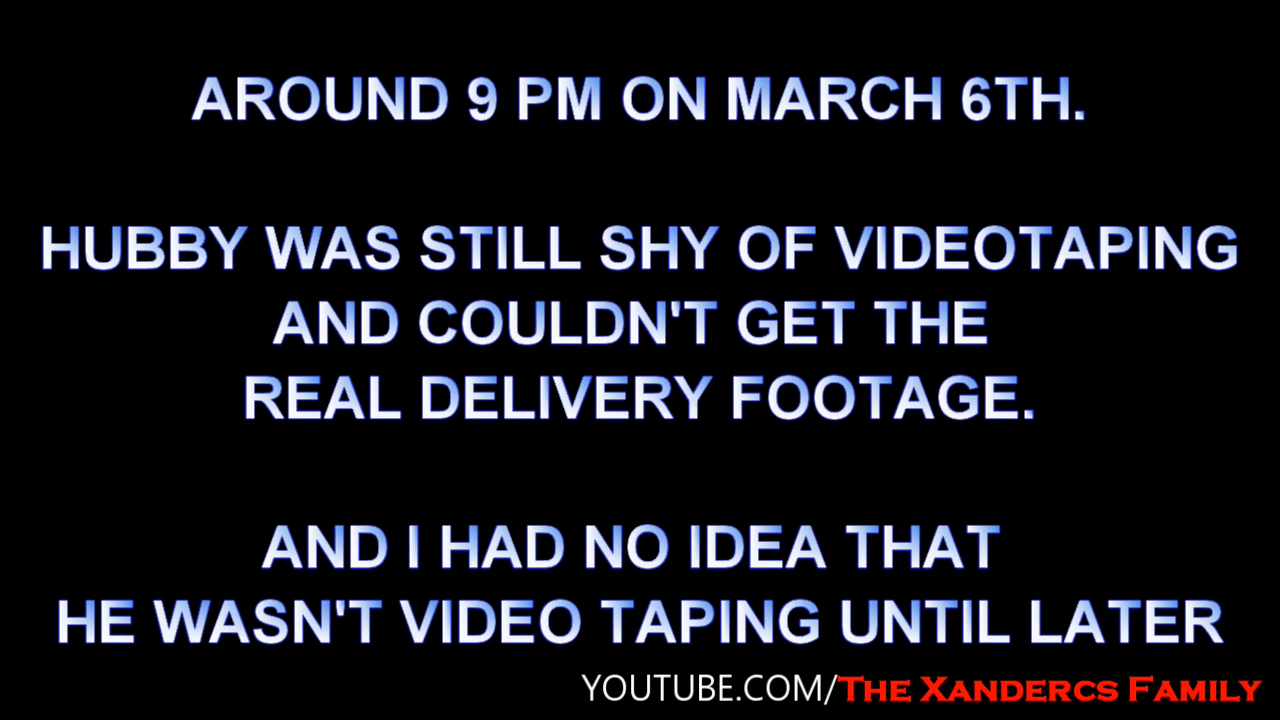 AROUND 9 PM ON MARCH 6TH.
HUBBY WAS STILL SHY OF VIDEOTAPING
AND COULDN'T GET THE
REAL DELIVERY FOOTAGE.
AND I HAD NO IDEA THAT
HE WASN'T VIDEO TAPING UNTIL LATER
YOUTUBE.COM/THE XANDERCS FAMILY